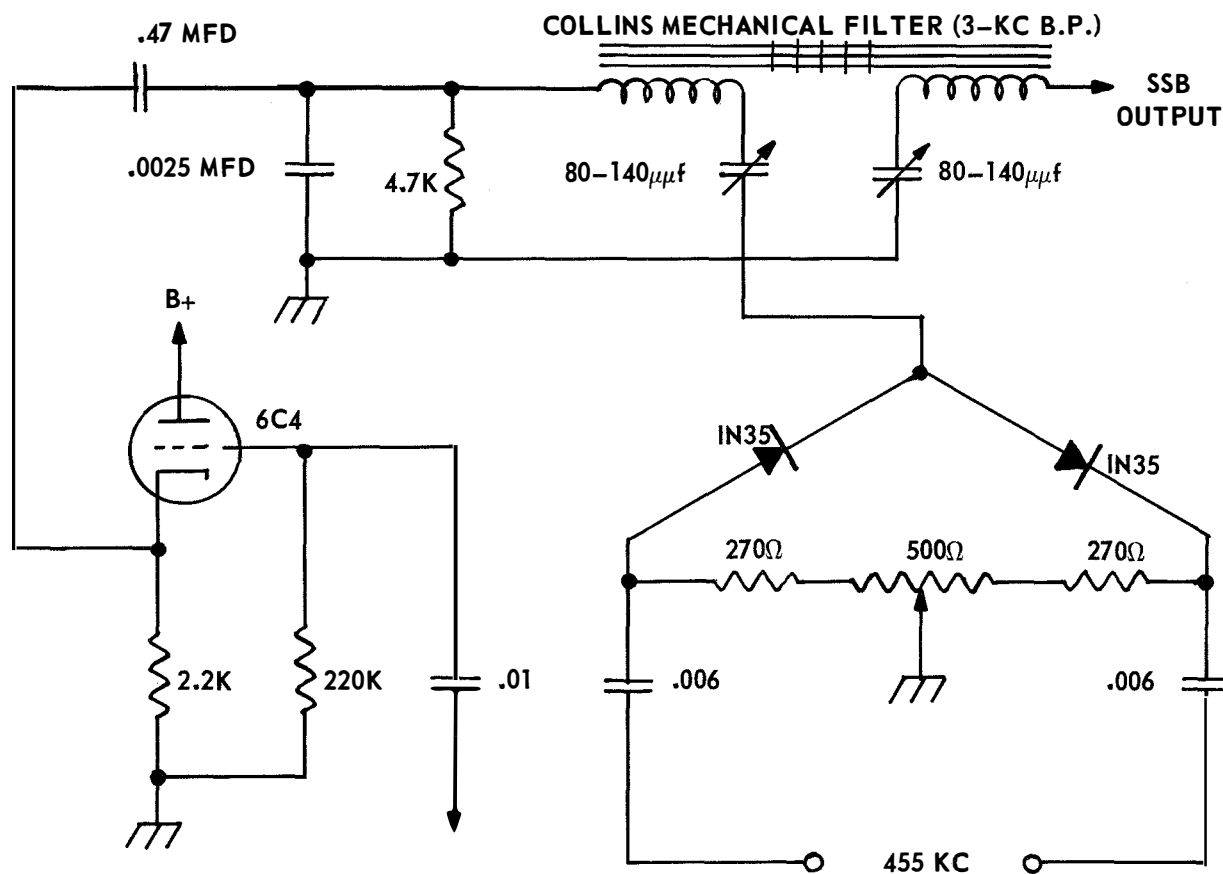 .47 MFD
COLLINS MECHANICAL FILTER (3-KC B.P.)
SSB
OUTPUT
.0025 MFD
4.7K
80-140μμf
80-140μμf
B+
6C4
IN35
IN35
270Ω
500Ω
270Ω
2.2K
220K
.01
.006
.006
455 KC